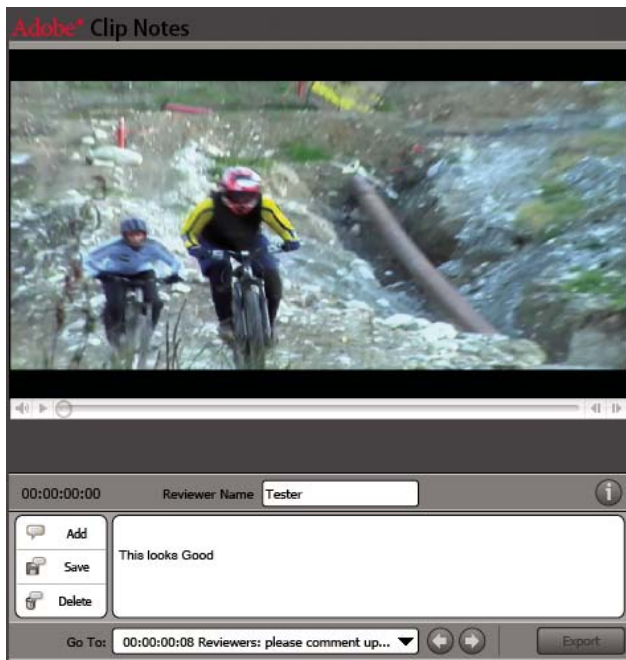 Adobe® Clip Notes
00:00:00:00 Reviewer Name Tester
Add
This looks Good
Save
Delete
Go To: 00:00:00:08 Reviewers: please comment up... Export